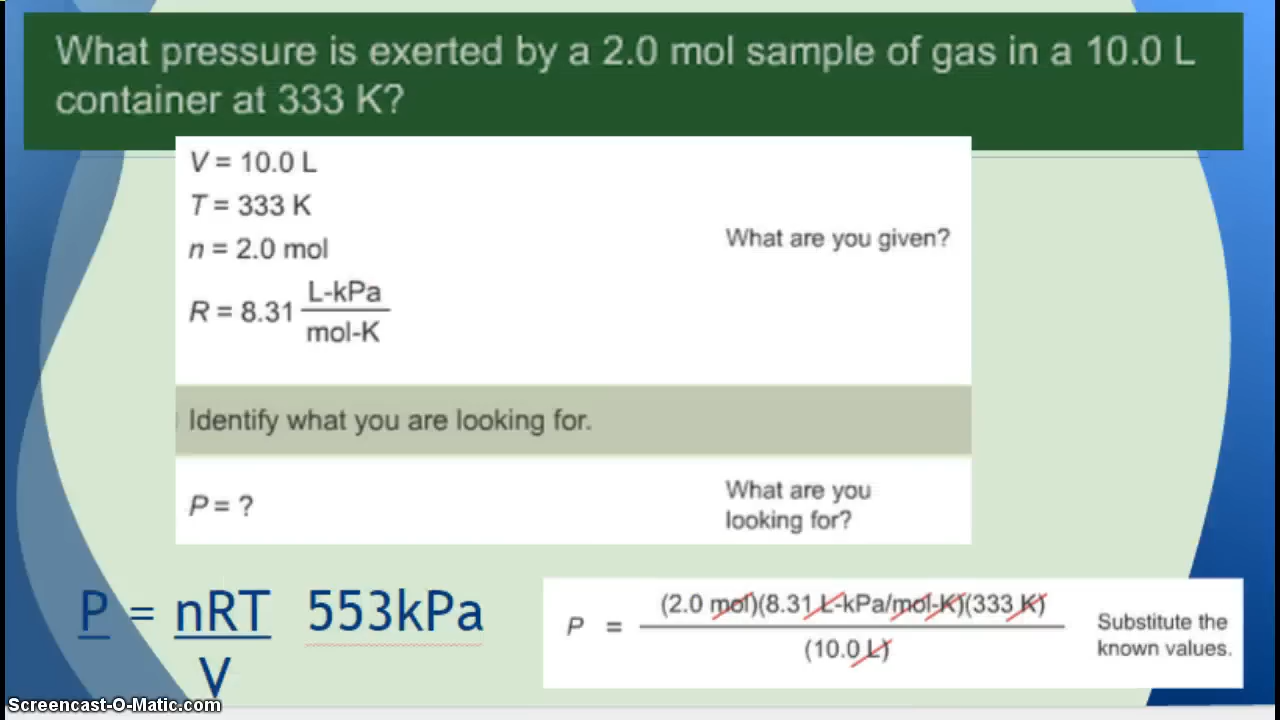 What pressure is exerted by a 2.0 mol sample of gas in a 10.0 L
container at 333 K?
V = 10.0 L
T = 333 K
n = 2.0 mol
What are you given?
R = 8.31 L-kPa
mol-K
Identify what you are looking for.
P = ?
What are you
looking for?
P = nRT 553kPa
V
P = (2.0 mol)(8.31 L-kPa/mol-K)(333 K)
(10.0 L)
Substitute the
known values.
Screencast-O-Matic.com